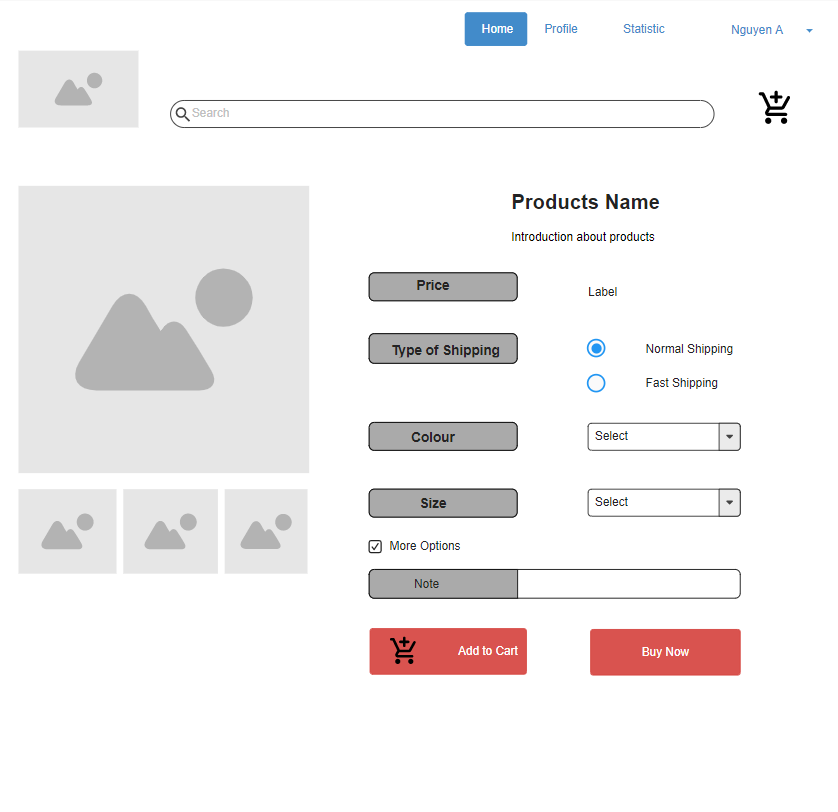 Home Profile Statistic Nguyen A
Search
Products Name
Introduction about products
Price Label
Type of Shipping Normal Shipping
Fast Shipping
Colour Select
Size Select
More Options
Note
Add to Cart Buy Now